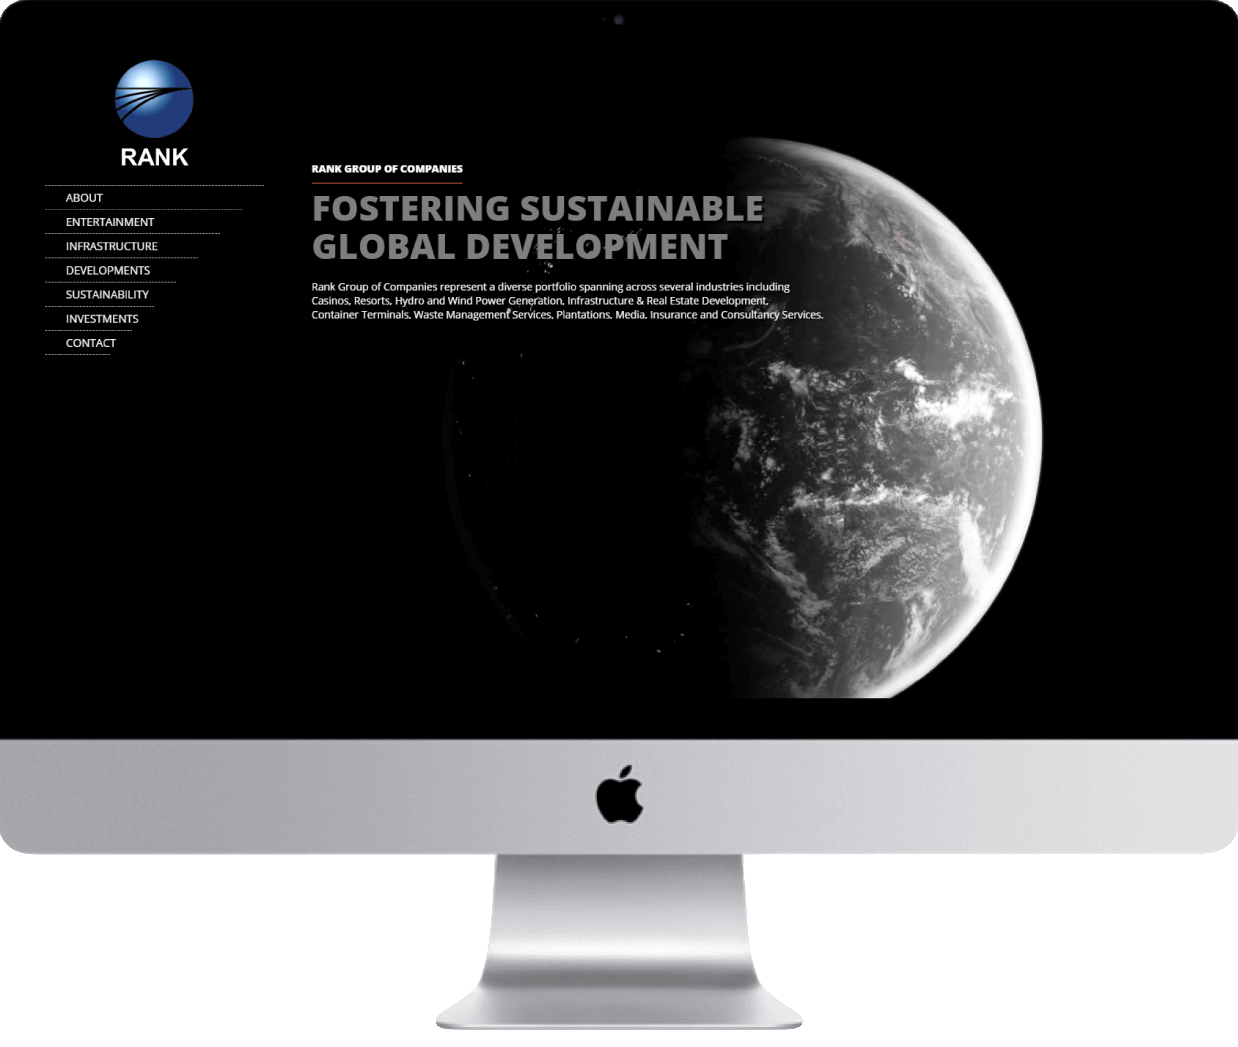 RANK
ABOUT
ENTERTAINMENT
INFRASTRUCTURE
DEVELOPMENTS
SUSTAINABILITY
INVESTMENTS
CONTACT
RANK GROUP OF COMPANIES
FOSTERING SUSTAINABLE
GLOBAL DEVELOPMENT
Rank Group of Companies represent a diverse portfolio spanning across several industries including
Casinos, Resorts, Hydro and Wind Power Generation, Infrastructure & Real Estate Development,
Container Terminals, Waste Management Services, Plantations, Media, Insurance and Consultancy Services.